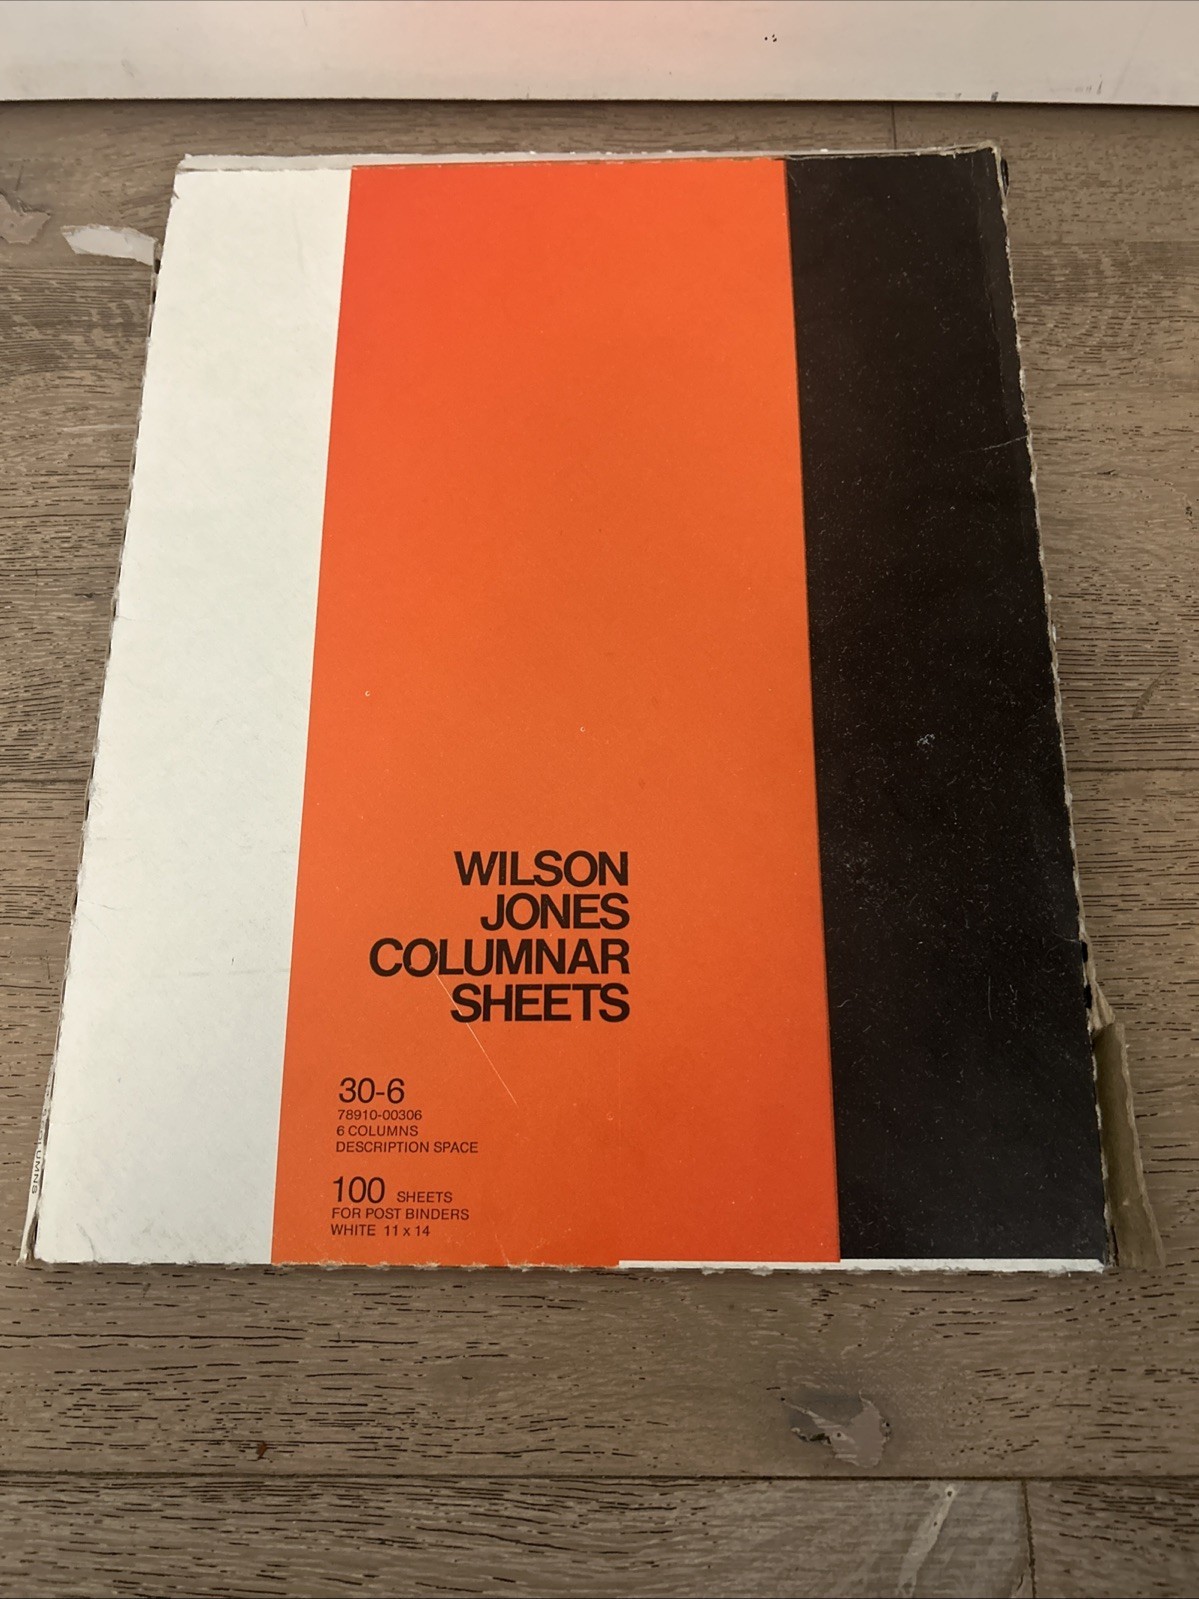 WILSON
JONES
COLUMNAR
SHEETS
30-6
78910-00306
6 COLUMNS
DESCRIPTION SPACE
100 SHEETS
FOR POST BINDERS
WHITE 11 x 14